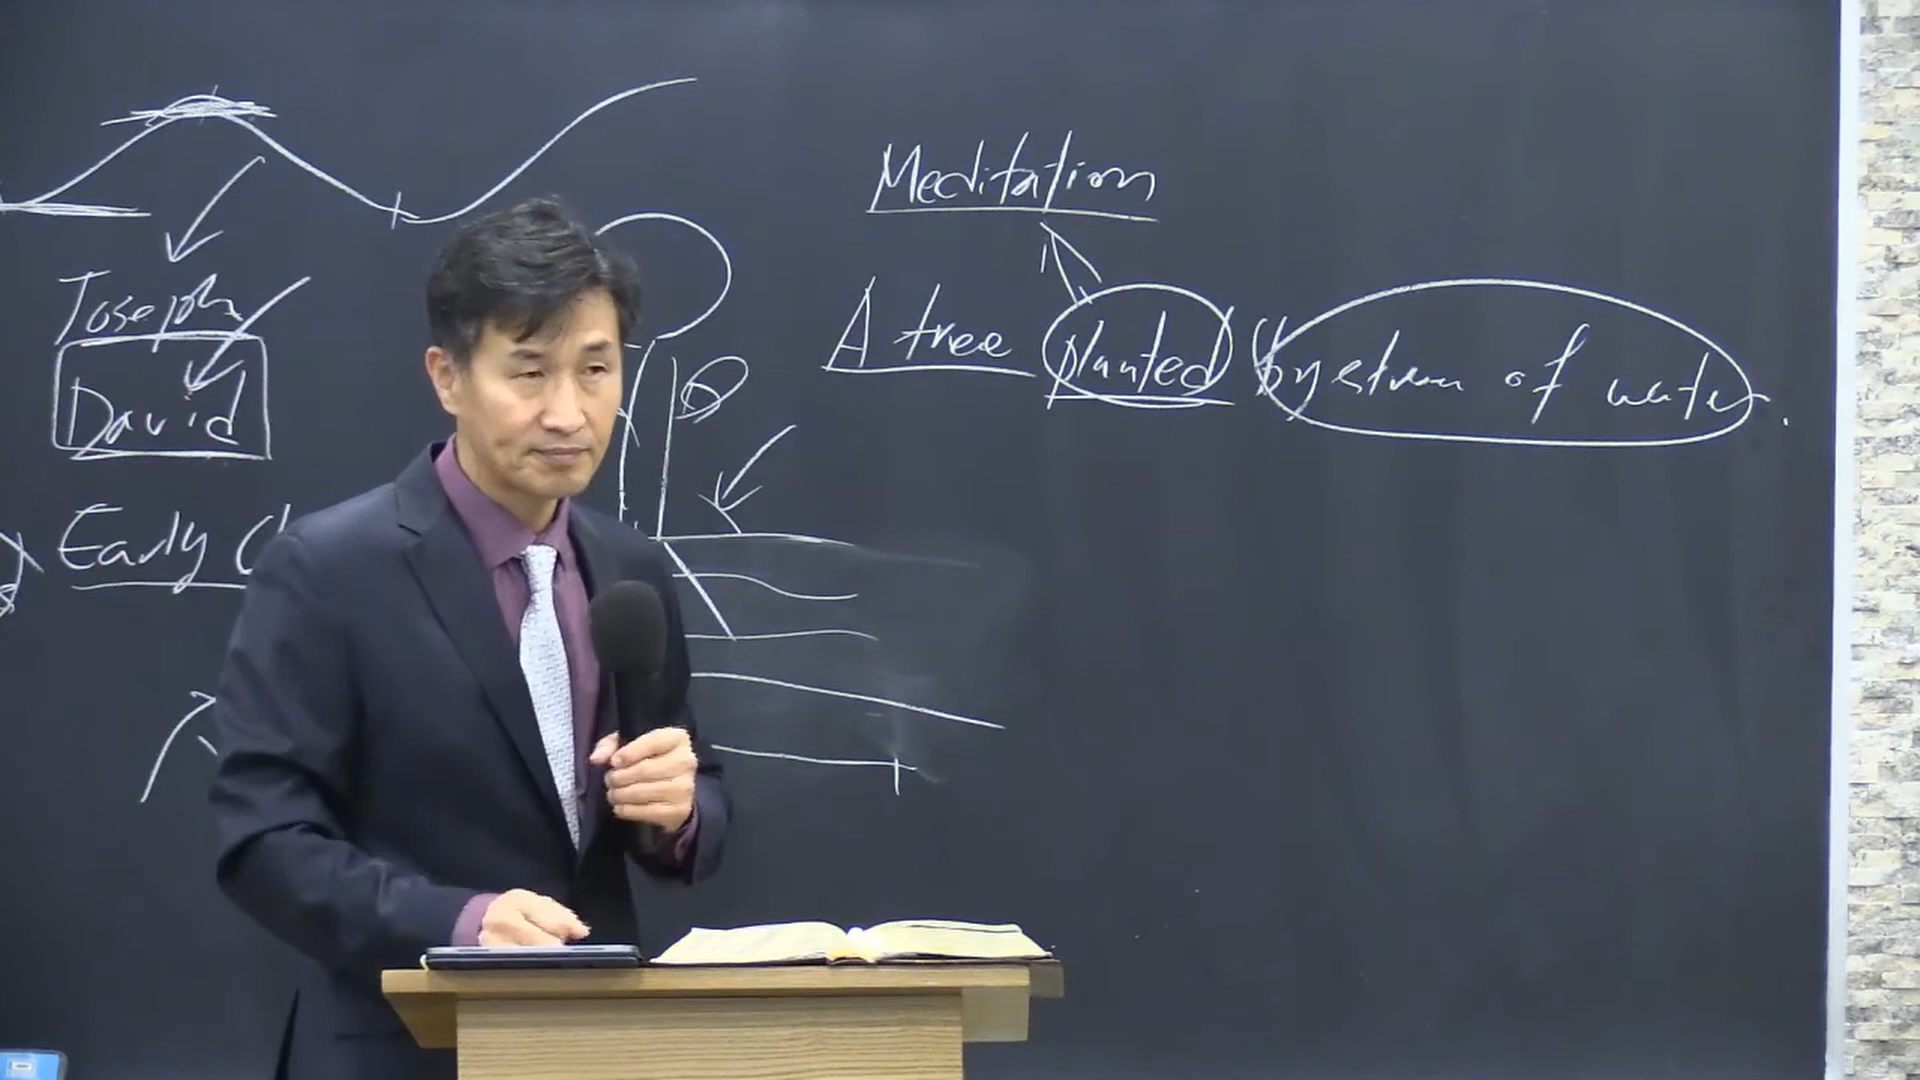 Joseph
David
Early C
Meditation
A tree planted by stream of water.